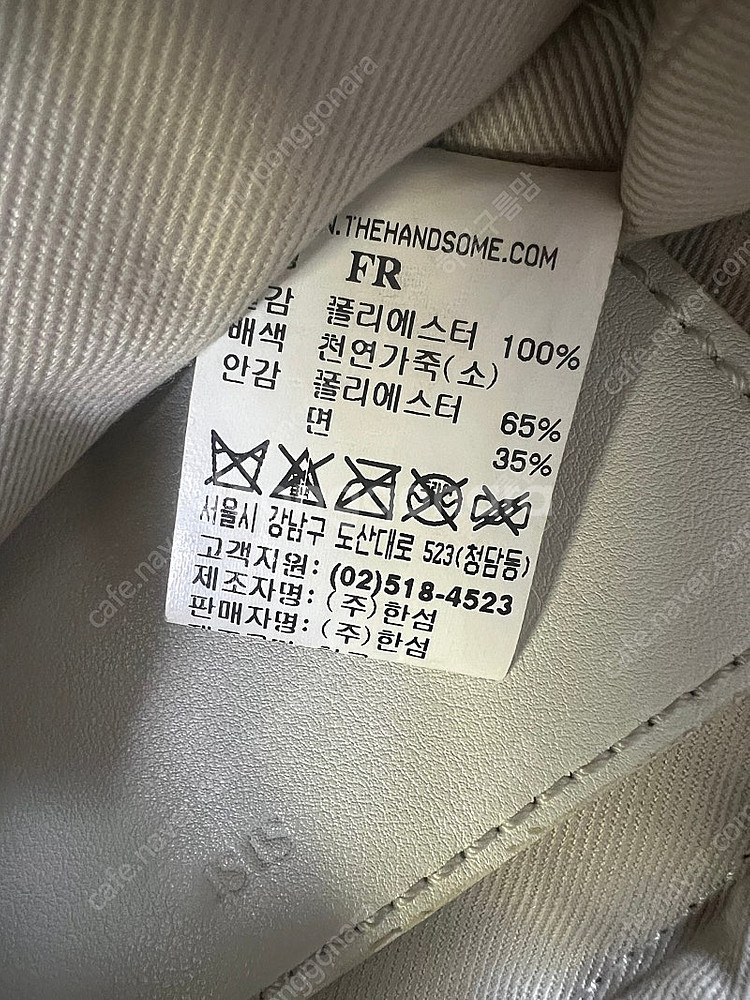 .THEHANDSOME.COM
FR
겉감 폴리에스터 100%
배색 천연가죽(소)
안감 폴리에스터 65%
면 35%
서울시 강남구 도산대로 523(청담동)
고객지원: (02)518-4523
제조자명: (주)한섬
판매자명: (주)한섬